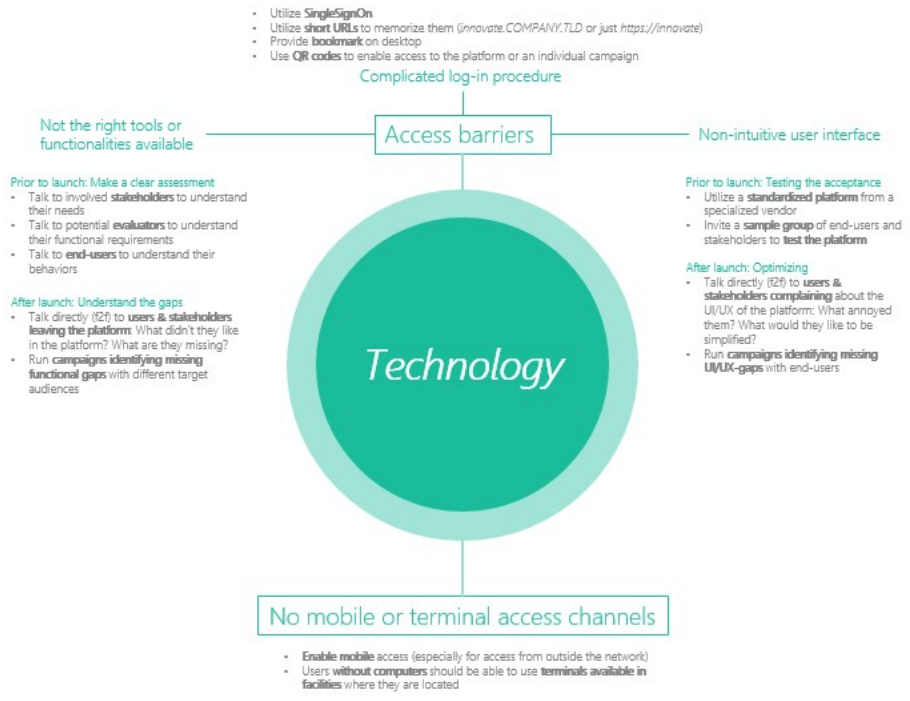 • Utilize SingleSignOn
• Utilize short URLs to memorize them (innovate.COMPANY.TLD or just https://innovate)
• Provide bookmark on desktop
• Use QR codes to enable access to the platform or an individual campaign
Complicated log-in procedure
Not the right tools or
functionalities available
Access barriers
Non-intuitive user interface
Prior to launch: Make a clear assessment
• Talk to involved stakeholders to understand
their needs
• Talk to potential evaluators to understand
their functional requirements
• Talk to end-users to understand their
behaviors
After launch: Understand the gaps
• Talk directly (f2f) to users & stakeholders
leaving the platform: What didn't they like
in the platform? What are they missing?
• Run campaigns identifying missing
functional gaps with different target
audiences
Prior to launch: Testing the acceptance
• Utilize a standardized platform from a
specialized vendor
• Invite a sample group of end-users and
stakeholders to test the platform
After launch: Optimizing
• Talk directly (f2f) to users &
stakeholders complaining about the
UI/UX of the platform: What annoyed
them? What would they like to be
simplified?
• Run campaigns identifying missing
UI/UX-gaps with end-users
Technology
No mobile or terminal access channels
• Enable mobile access (especially for access from outside the network)
• Users without computers should be able to use terminals available in
facilities where they are located